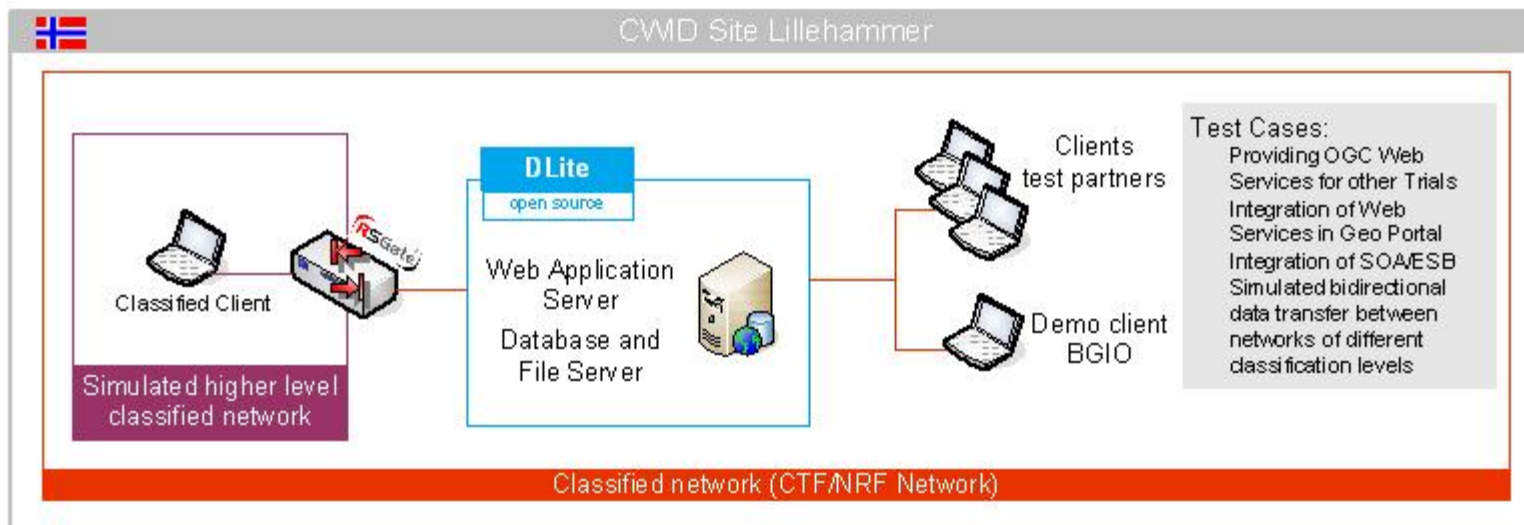 CWID Site Lillehammer
Classified Client
RSGate
Simulated higher level
classified network
DLite
open source
Web Application
Server
Database and
File Server
Clients
test partners
Demo client
BGIO
Test Cases:
Providing OGC Web
Services for other Trials
Integration of Web
Services in Geo Portal
Integration of SOA/ESB
Simulated bidirectional
data transfer between
networks of different
classification levels
Classified network (CTF/NRF Network)